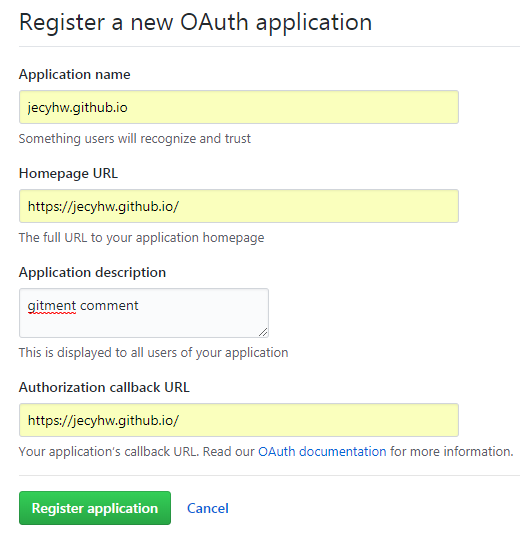 Register a new OAuth application
Application name
jecyhw.github.io
Something users will recognize and trust
Homepage URL
https://jecyhw.github.io/
The full URL to your application homepage
Application description
gitment comment
This is displayed to all users of your application
Authorization callback URL
https://jecyhw.github.io/
Your application's callback URL. Read our OAuth documentation for more information.
Register application Cancel